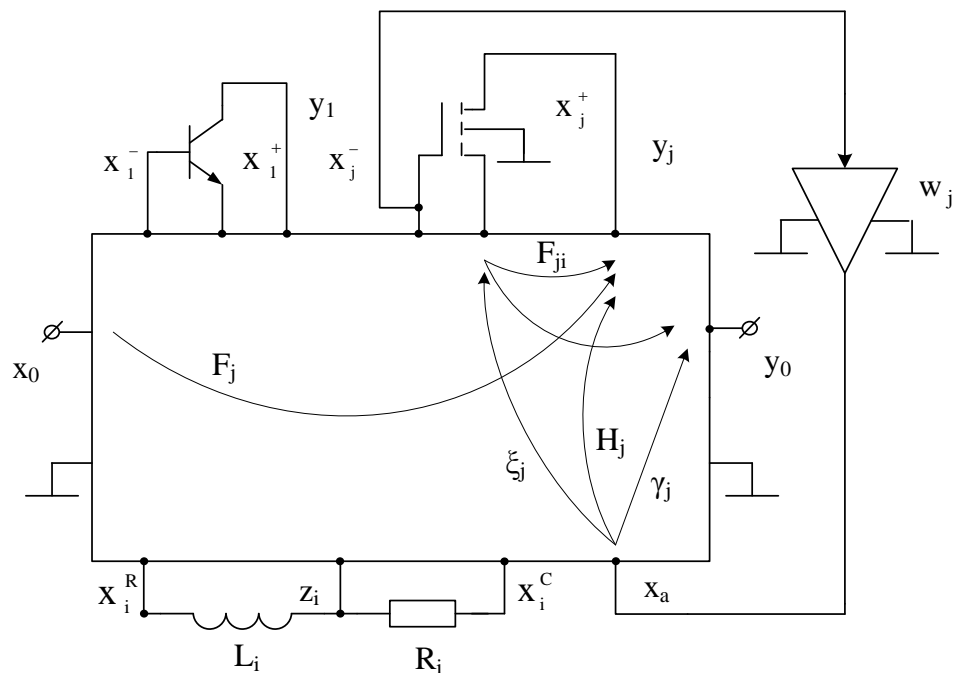 y₁
x₁⁻
x₁⁺
xⱼ⁻
xⱼ⁺
yⱼ
wⱼ
Fⱼᵢ
x₀
Fⱼ
y₀
ξⱼ
Hⱼ
γⱼ
xᵢᴿ
zᵢ
xᵢᶜ
xₐ
Lᵢ
Rᵢ